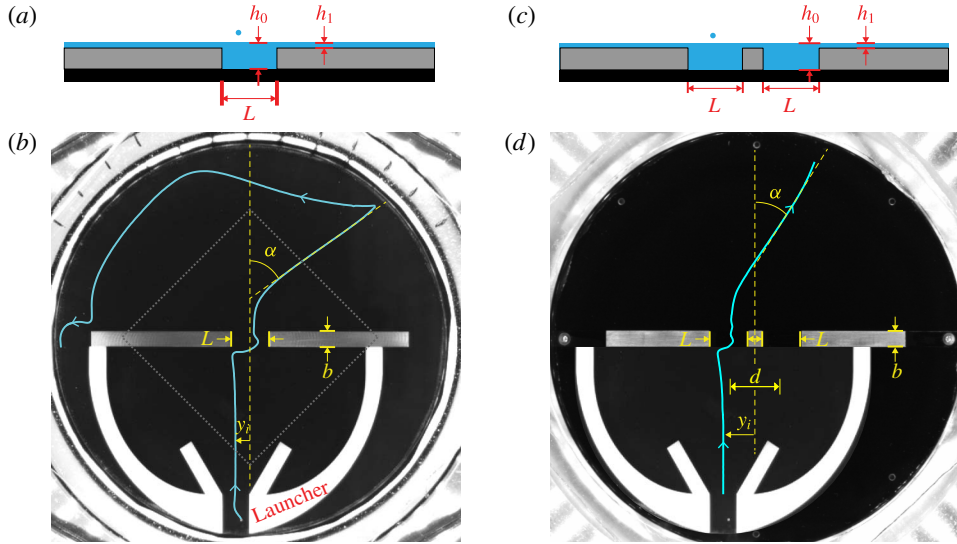 (a)
h₀
h₁
L
(c)
h₀
h₁
L
L
(b)
α
L
b
yᵢ
Launcher
(d)
α
L
b
d
yᵢ